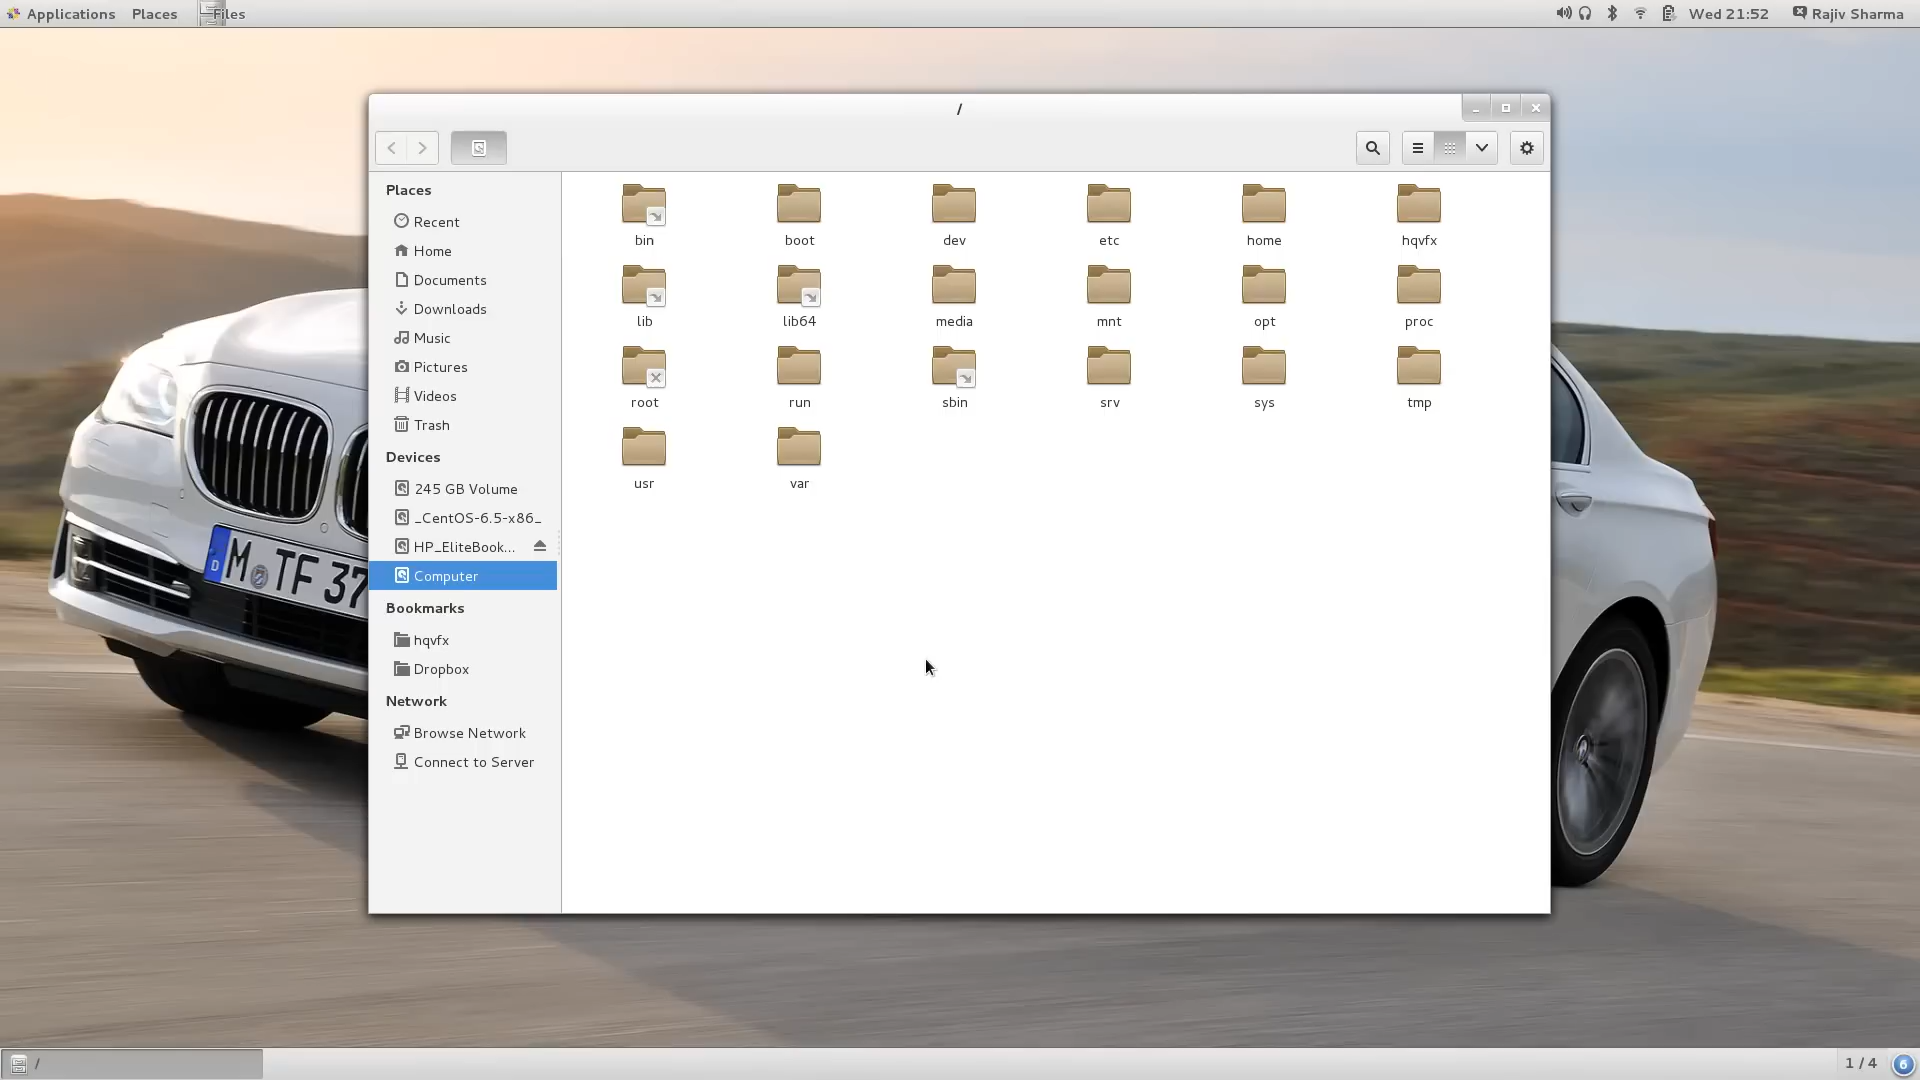 Applications Places Files Wed 21:52 Rajiv Sharma
/
Places
Recent
Home
Documents
Downloads
Music
Pictures
Videos
Trash
Devices
245 GB Volume
_CentOS-6.5-x86_
HP_EliteBook...
Computer
Bookmarks
hqvfx
Dropbox
Network
Browse Network
Connect to Server
bin boot dev etc home hqvfx
lib lib64 media mnt opt proc
root run sbin srv sys tmp
usr var
D M TF 37
/ 1 / 4 6